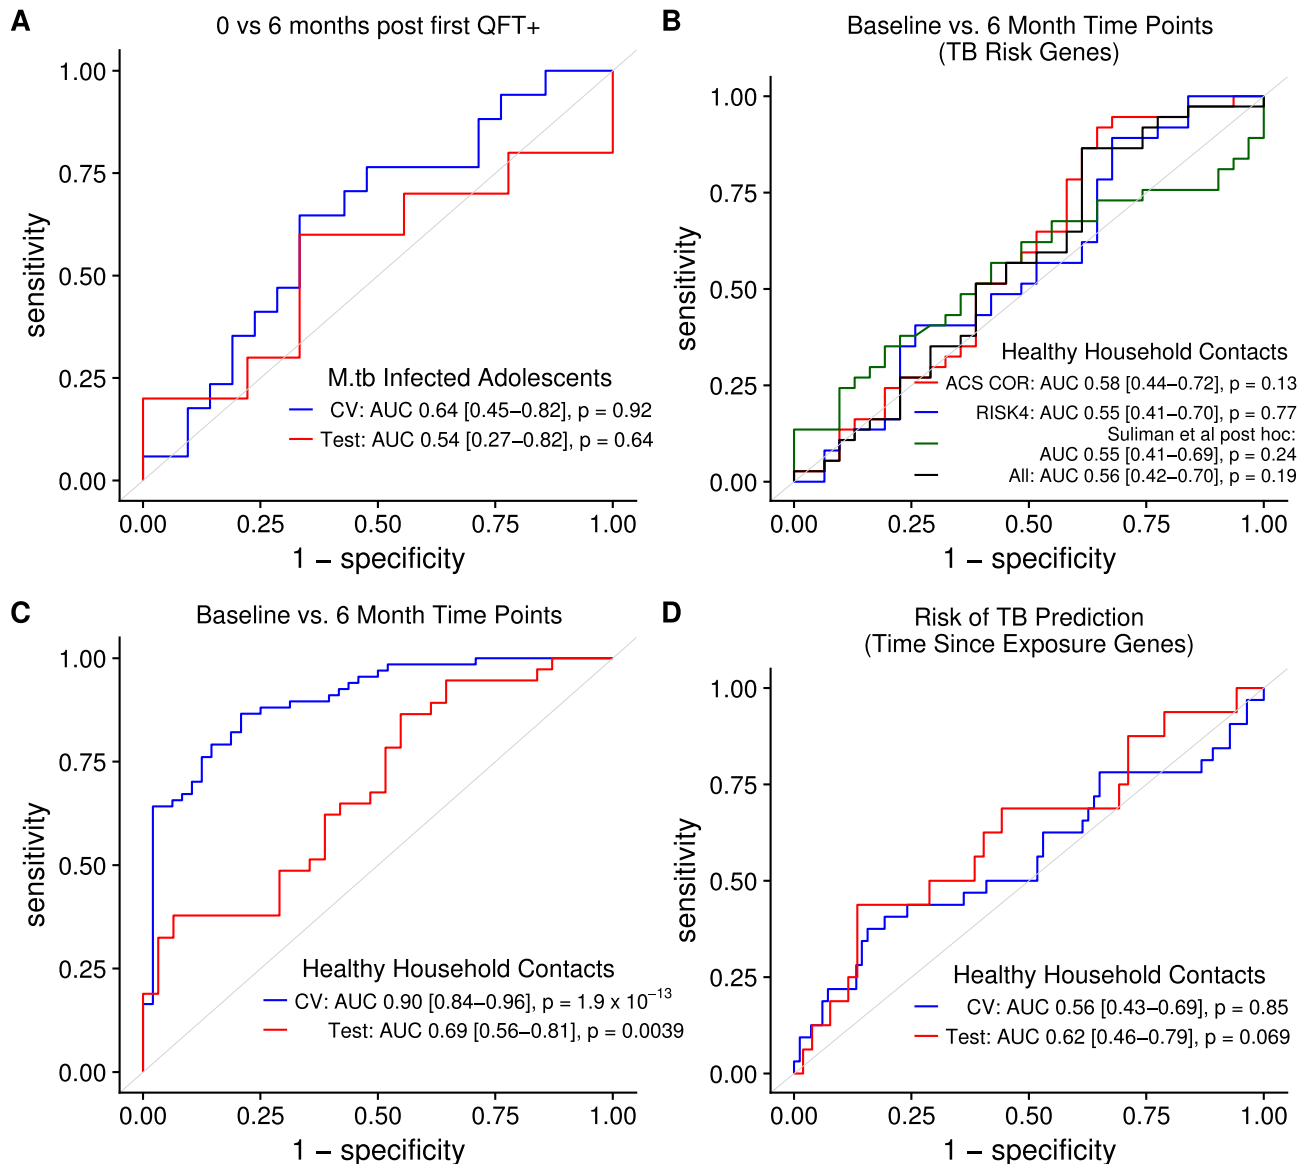 A
0 vs 6 months post first QFT+
1.00
0.75
0.50
0.25
0.00
sensitivity
M.tb Infected Adolescents
CV: AUC 0.64 [0.45–0.82], p = 0.92
Test: AUC 0.54 [0.27–0.82], p = 0.64
0.00 0.25 0.50 0.75 1.00
1 − specificity
B
Baseline vs. 6 Month Time Points
(TB Risk Genes)
1.00
0.75
0.50
0.25
0.00
sensitivity
Healthy Household Contacts
ACS COR: AUC 0.58 [0.44–0.72], p = 0.13
RISK4: AUC 0.55 [0.41–0.70], p = 0.77
Suliman et al post hoc:
AUC 0.55 [0.41–0.69], p = 0.24
All: AUC 0.56 [0.42–0.70], p = 0.19
0.00 0.25 0.50 0.75 1.00
1 − specificity
C
Baseline vs. 6 Month Time Points
1.00
0.75
0.50
0.25
0.00
sensitivity
Healthy Household Contacts
CV: AUC 0.90 [0.84–0.96], p = 1.9 x 10⁻¹³
Test: AUC 0.69 [0.56–0.81], p = 0.0039
0.00 0.25 0.50 0.75 1.00
1 − specificity
D
Risk of TB Prediction
(Time Since Exposure Genes)
1.00
0.75
0.50
0.25
0.00
sensitivity
Healthy Household Contacts
CV: AUC 0.56 [0.43–0.69], p = 0.85
Test: AUC 0.62 [0.46–0.79], p = 0.069
0.00 0.25 0.50 0.75 1.00
1 − specificity